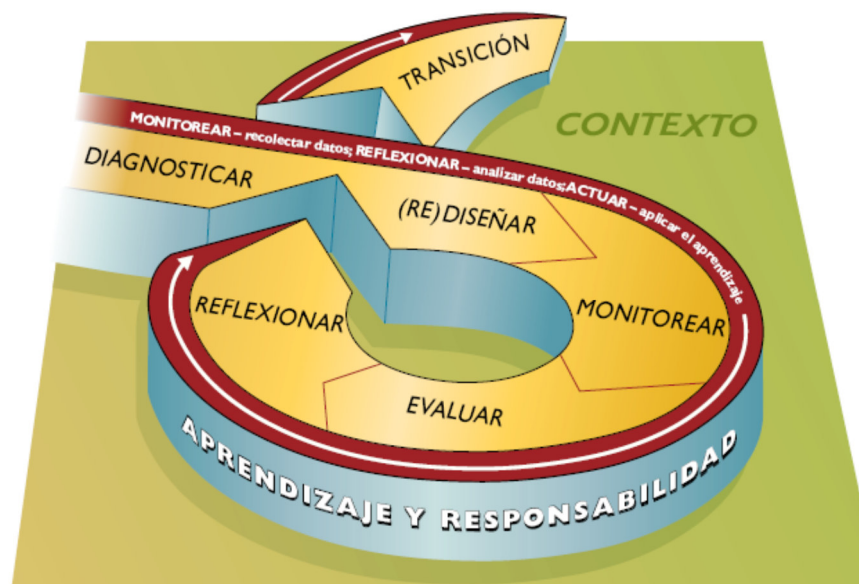 TRANSICIÓN
CONTEXTO
MONITOREAR – recolectar datos; REFLEXIONAR – analizar datos;ACTUAR – aplicar el aprendizaje
DIAGNOSTICAR
(RE) DISEÑAR
MONITOREAR
REFLEXIONAR
EVALUAR
APRENDIZAJE Y RESPONSABILIDAD